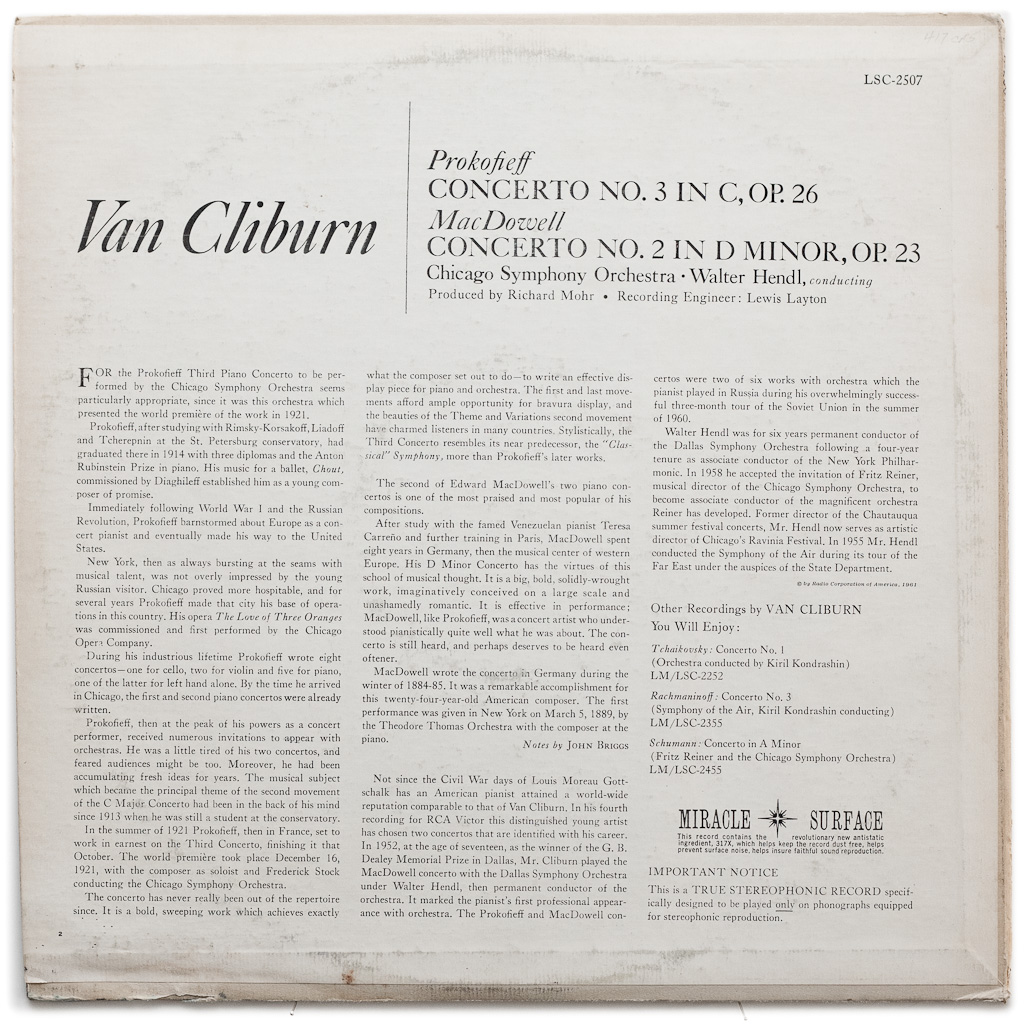 LSC-2507
Van Cliburn
Prokofieff
CONCERTO NO. 3 IN C, OP. 26
MacDowell
CONCERTO NO. 2 IN D MINOR, OP. 23
Chicago Symphony Orchestra • Walter Hendl, conducting
Produced by Richard Mohr • Recording Engineer: Lewis Layton
FOR the Prokofieff Third Piano Concerto to be per-
formed by the Chicago Symphony Orchestra seems
particularly appropriate, since it was this orchestra which
presented the world première of the work in 1921.
Prokofieff, after studying with Rimsky-Korsakoff, Liadoff
and Tcherepnin at the St. Petersburg conservatory, had
graduated there in 1914 with three diplomas and the Anton
Rubinstein Prize in piano. His music for a ballet, Chout,
commissioned by Diaghileff established him as a young com-
poser of promise.
Immediately following World War I and the Russian
Revolution, Prokofieff barnstormed about Europe as a con-
cert pianist and eventually made his way to the United
States.
New York, then as always bursting at the seams with
musical talent, was not overly impressed by the young
Russian visitor. Chicago proved more hospitable, and for
several years Prokofieff made that city his base of opera-
tions in this country. His opera The Love of Three Oranges
was commissioned and first performed by the Chicago
Opera Company.
During his industrious lifetime Prokofieff wrote eight
concertos—one for cello, two for violin and five for piano,
one of the latter for left hand alone. By the time he arrived
in Chicago, the first and second piano concertos were already
written.
Prokofieff, then at the peak of his powers as a concert
performer, received numerous invitations to appear with
orchestras. He was a little tired of his two concertos, and
feared audiences might be too. Moreover, he had been
accumulating fresh ideas for years. The musical subject
which became the principal theme of the second movement
of the C Major Concerto had been in the back of his mind
since 1913 when he was still a student at the conservatory.
In the summer of 1921 Prokofieff, then in France, set to
work in earnest on the Third Concerto, finishing it that
October. The world première took place December 16,
1921, with the composer as soloist and Frederick Stock
conducting the Chicago Symphony Orchestra.
The concerto has never really been out of the repertoire
since. It is a bold, sweeping work which achieves exactly
2
what the composer set out to do—to write an effective dis-
play piece for piano and orchestra. The first and last move-
ments afford ample opportunity for bravura display, and
the beauties of the Theme and Variations second movement
have charmed listeners in many countries. Stylistically, the
Third Concerto resembles its near predecessor, the "Clas-
sical" Symphony, more than Prokofieff's later works.
The second of Edward MacDowell's two piano con-
certos is one of the most praised and most popular of his
compositions.
After study with the famed Venezuelan pianist Teresa
Carreño and further training in Paris, MacDowell spent
eight years in Germany, then the musical center of western
Europe. His D Minor Concerto has the virtues of this
school of musical thought. It is a big, bold, solidly-wrought
work, imaginatively conceived on a large scale and
unashamedly romantic. It is effective in performance;
MacDowell, like Prokofieff, was a concert artist who under-
stood pianistically quite well what he was about. The con-
certo is still heard, and perhaps deserves to be heard even
oftener.
MacDowell wrote the concerto in Germany during the
winter of 1884-85. It was a remarkable accomplishment for
this twenty-four-year-old American composer. The first
performance was given in New York on March 5, 1889, by
the Theodore Thomas Orchestra with the composer at the
piano.
Notes by JOHN BRIGGS
Not since the Civil War days of Louis Moreau Gott-
schalk has an American pianist attained a world-wide
reputation comparable to that of Van Cliburn. In his fourth
recording for RCA Victor this distinguished young artist
has chosen two concertos that are identified with his career.
In 1952, at the age of seventeen, as the winner of the G. B.
Dealey Memorial Prize in Dallas, Mr. Cliburn played the
MacDowell concerto with the Dallas Symphony Orchestra
under Walter Hendl, then permanent conductor of the
orchestra. It marked the pianist's first professional appear-
ance with orchestra. The Prokofieff and MacDowell con-
certos were two of six works with orchestra which the
pianist played in Russia during his overwhelmingly success-
ful three-month tour of the Soviet Union in the summer
of 1960.
Walter Hendl was for six years permanent conductor of
the Dallas Symphony Orchestra following a four-year
tenure as associate conductor of the New York Philhar-
monic. In 1958 he accepted the invitation of Fritz Reiner,
musical director of the Chicago Symphony Orchestra, to
become associate conductor of the magnificent orchestra
Reiner has developed. Former director of the Chautauqua
summer festival concerts, Mr. Hendl now serves as artistic
director of Chicago's Ravinia Festival. In 1955 Mr. Hendl
conducted the Symphony of the Air during its tour of the
Far East under the auspices of the State Department.
© by Radio Corporation of America, 1961
Other Recordings by VAN CLIBURN
You Will Enjoy:
Tchaikovsky: Concerto No. 1
(Orchestra conducted by Kiril Kondrashin)
LM/LSC-2252
Rachmaninoff: Concerto No. 3
(Symphony of the Air, Kiril Kondrashin conducting)
LM/LSC-2355
Schumann: Concerto in A Minor
(Fritz Reiner and the Chicago Symphony Orchestra)
LM/LSC-2455
MIRACLE SURFACE
This record contains the revolutionary new antistatic
ingredient, 317X, which helps keep the record dust free, helps
prevent surface noise, helps insure faithful sound reproduction.
IMPORTANT NOTICE
This is a TRUE STEREOPHONIC RECORD specif-
ically designed to be played only on phonographs equipped
for stereophonic reproduction.